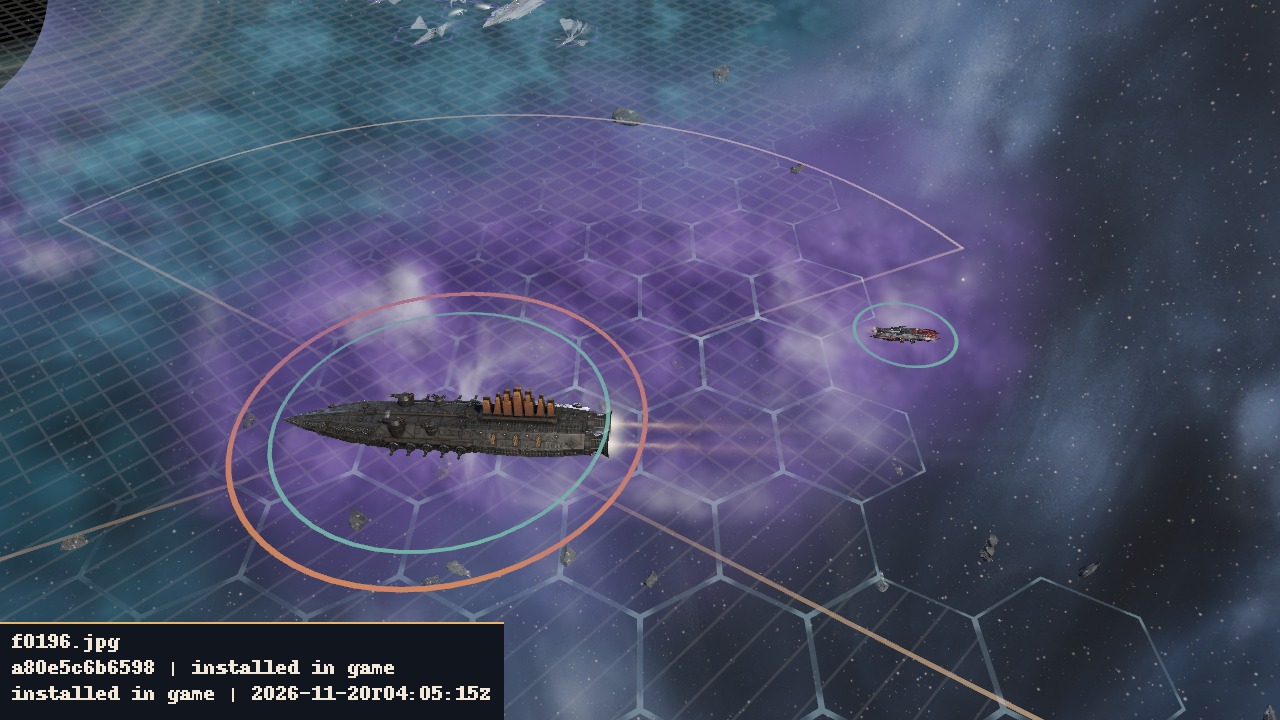 f0196.jpg
a80e5c6b6598 | installed in game
installed in game | 2026-11-20T04:05:15Z